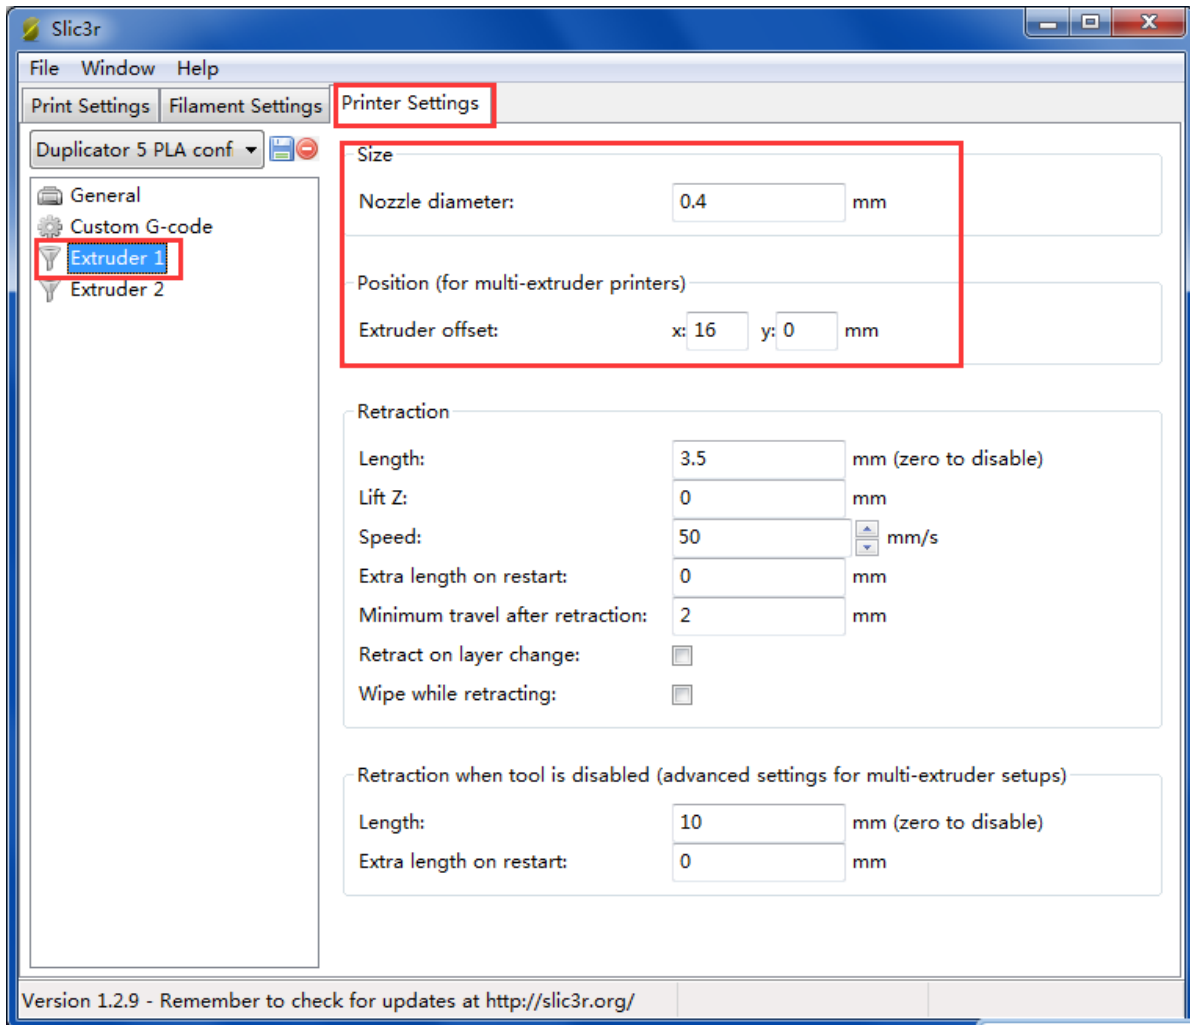 Slic3r
File Window Help
Print Settings Filament Settings Printer Settings
Duplicator 5 PLA conf
General
Custom G-code
Extruder 1
Extruder 2
Size
Nozzle diameter: 0.4 mm
Position (for multi-extruder printers)
Extruder offset: x: 16 y: 0 mm
Retraction
Length: 3.5 mm (zero to disable)
Lift Z: 0 mm
Speed: 50 mm/s
Extra length on restart: 0 mm
Minimum travel after retraction: 2 mm
Retract on layer change:
Wipe while retracting:
Retraction when tool is disabled (advanced settings for multi-extruder setups)
Length: 10 mm (zero to disable)
Extra length on restart: 0 mm
Version 1.2.9 - Remember to check for updates at http://slic3r.org/